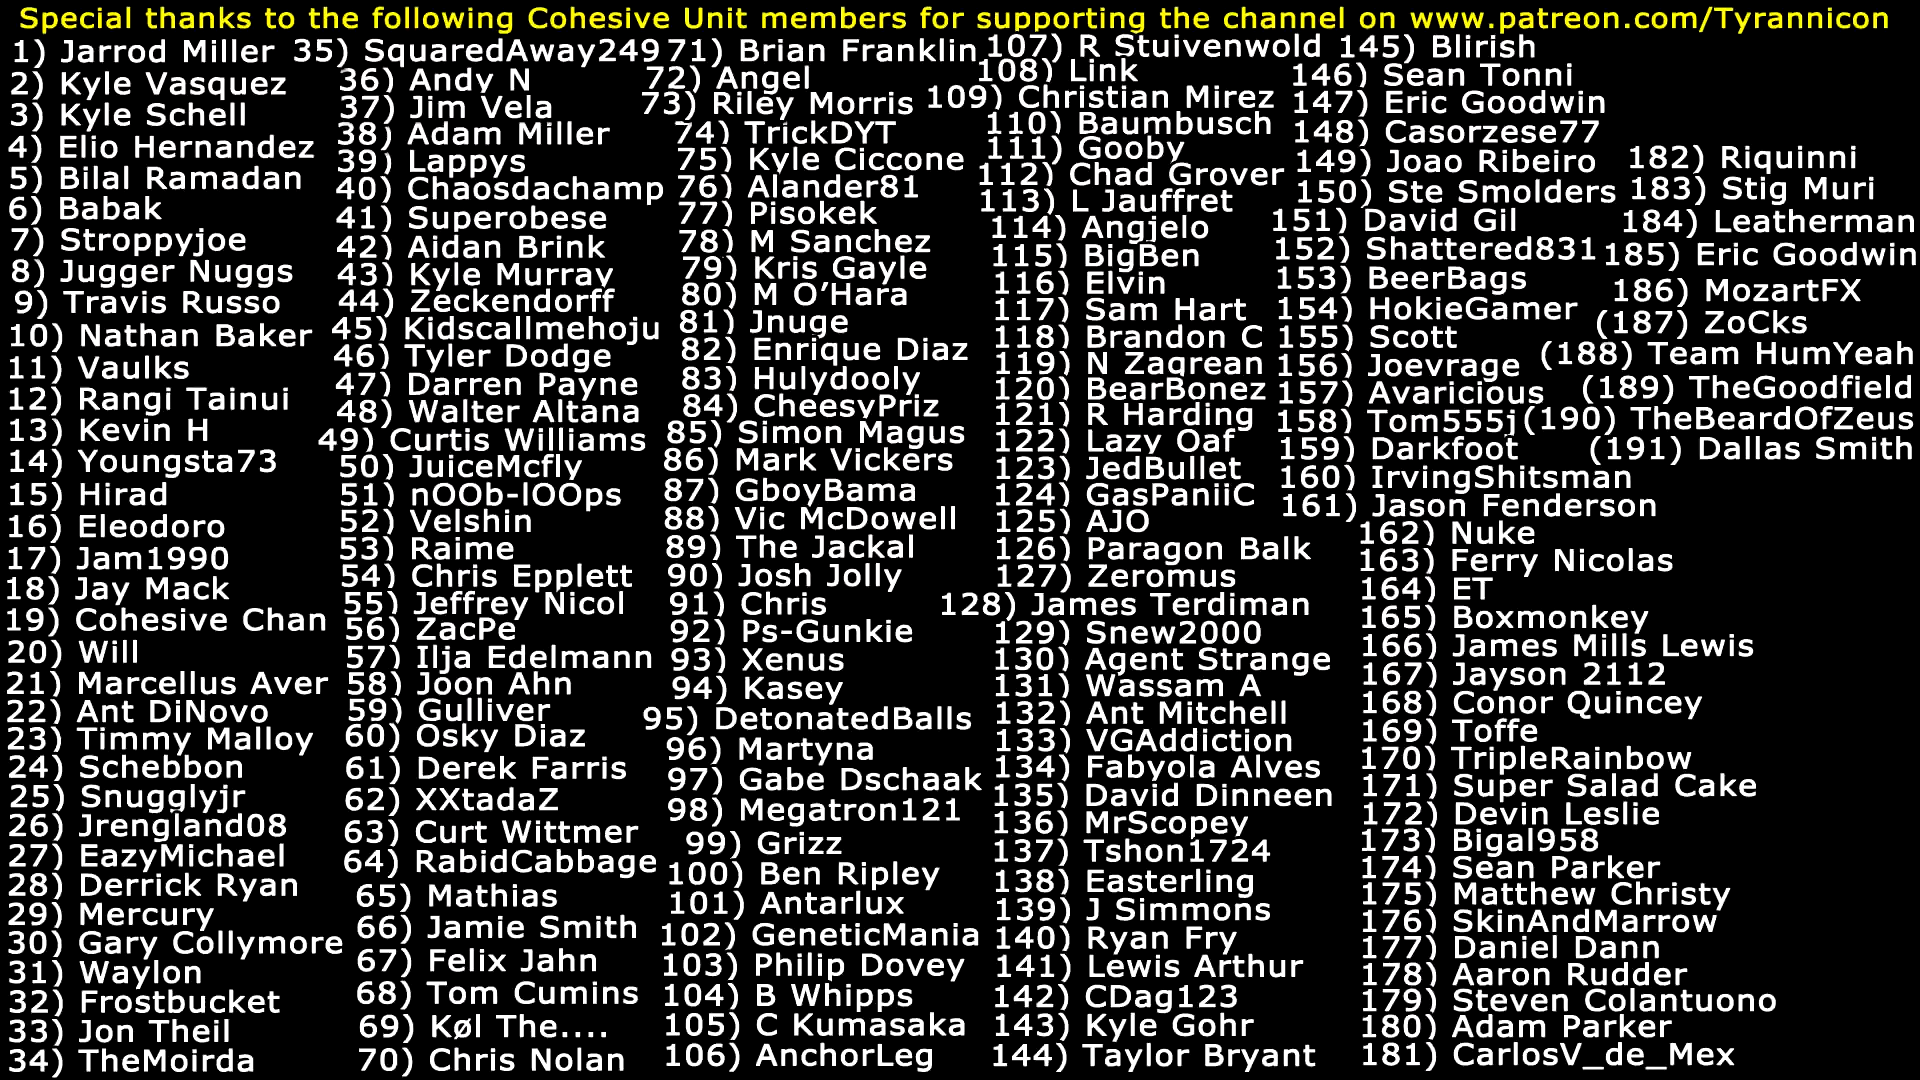 Special thanks to the following Cohesive Unit members for supporting the channel on www.patreon.com/Tyrannicon
1) Jarrod Miller
2) Kyle Vasquez
3) Kyle Schell
4) Elio Hernandez
5) Bilal Ramadan
6) Babak
7) Stroppyjoe
8) Jugger Nuggs
9) Travis Russo
10) Nathan Baker
11) Vaulks
12) Rangi Tainui
13) Kevin H
14) Youngsta73
15) Hirad
16) Eleodoro
17) Jam1990
18) Jay Mack
19) Cohesive Chan
20) Will
21) Marcellus Aver
22) Ant DiNovo
23) Timmy Malloy
24) Schebbon
25) Snugglyjr
26) Jrengland08
27) EazyMichael
28) Derrick Ryan
29) Mercury
30) Gary Collymore
31) Waylon
32) Frostbucket
33) Jon Theil
34) TheMoirda
35) SquaredAway249
36) Andy N
37) Jim Vela
38) Adam Miller
39) Lappys
40) Chaosdachamp
41) Superobese
42) Aidan Brink
43) Kyle Murray
44) Zeckendorff
45) Kidscallmehoju
46) Tyler Dodge
47) Darren Payne
48) Walter Altana
49) Curtis Williams
50) JuiceMcfly
51) nOOb-lOOps
52) Velshin
53) Raime
54) Chris Epplett
55) Jeffrey Nicol
56) ZacPe
57) Ilja Edelmann
58) Joon Ahn
59) Gulliver
60) Osky Diaz
61) Derek Farris
62) XXtadaZ
63) Curt Wittmer
64) RabidCabbage
65) Mathias
66) Jamie Smith
67) Felix Jahn
68) Tom Cumins
69) Køl The....
70) Chris Nolan
71) Brian Franklin
72) Angel
73) Riley Morris
74) TrickDYT
75) Kyle Ciccone
76) Alander81
77) Pisokek
78) M Sanchez
79) Kris Gayle
80) M O'Hara
81) Jnuge
82) Enrique Diaz
83) Hulydooly
84) CheesyPriz
85) Simon Magus
86) Mark Vickers
87) GboyBama
88) Vic McDowell
89) The Jackal
90) Josh Jolly
91) Chris
92) Ps-Gunkie
93) Xenus
94) Kasey
95) DetonatedBalls
96) Martyna
97) Gabe Dschaak
98) Megatron121
99) Grizz
100) Ben Ripley
101) Antarlux
102) GeneticMania
103) Philip Dovey
104) B Whipps
105) C Kumasaka
106) AnchorLeg
107) R Stuivenwold
108) Link
109) Christian Mirez
110) Baumbusch
111) Gooby
112) Chad Grover
113) L Jauffret
114) Angjelo
115) BigBen
116) Elvin
117) Sam Hart
118) Brandon C
119) N Zagrean
120) BearBonez
121) R Harding
122) Lazy Oaf
123) JedBullet
124) GasPaniiC
125) AJO
126) Paragon Balk
127) Zeromus
128) James Terdiman
129) Snew2000
130) Agent Strange
131) Wassam A
132) Ant Mitchell
133) VGAddiction
134) Fabyola Alves
135) David Dinneen
136) MrScopey
137) Tshon1724
138) Easterling
139) J Simmons
140) Ryan Fry
141) Lewis Arthur
142) CDag123
143) Kyle Gohr
144) Taylor Bryant
145) Blirish
146) Sean Tonni
147) Eric Goodwin
148) Casorzese77
149) Joao Ribeiro
150) Ste Smolders
151) David Gil
152) Shattered831
153) BeerBags
154) HokieGamer
155) Scott
156) Joevrage
157) Avaricious
158) Tom555j
159) Darkfoot
160) IrvingShitsman
161) Jason Fenderson
162) Nuke
163) Ferry Nicolas
164) ET
165) Boxmonkey
166) James Mills Lewis
167) Jayson 2112
168) Conor Quincey
169) Toffe
170) TripleRainbow
171) Super Salad Cake
172) Devin Leslie
173) Bigal958
174) Sean Parker
175) Matthew Christy
176) SkinAndMarrow
177) Daniel Dann
178) Aaron Rudder
179) Steven Colantuono
180) Adam Parker
181) CarlosV_de_Mex
182) Riquinni
183) Stig Muri
184) Leatherman
185) Eric Goodwin
186) MozartFX
(187) ZoCks
(188) Team HumYeah
(189) TheGoodfield
(190) TheBeardOfZeus
(191) Dallas Smith